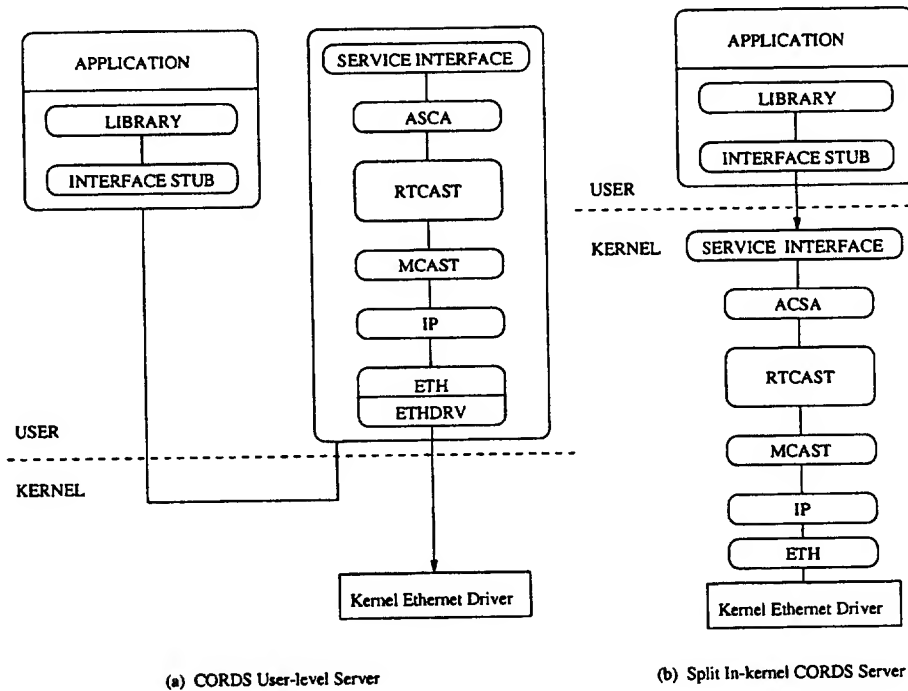 APPLICATION
LIBRARY
INTERFACE STUB
USER
KERNEL
SERVICE INTERFACE
ASCA
RTCAST
MCAST
IP
ETH
ETHDRV
Kernel Ethernet Driver
(a) CORDS User-level Server
APPLICATION
LIBRARY
INTERFACE STUB
USER
KERNEL
SERVICE INTERFACE
ACSA
RTCAST
MCAST
IP
ETH
Kernel Ethernet Driver
(b) Split In-kernel CORDS Server